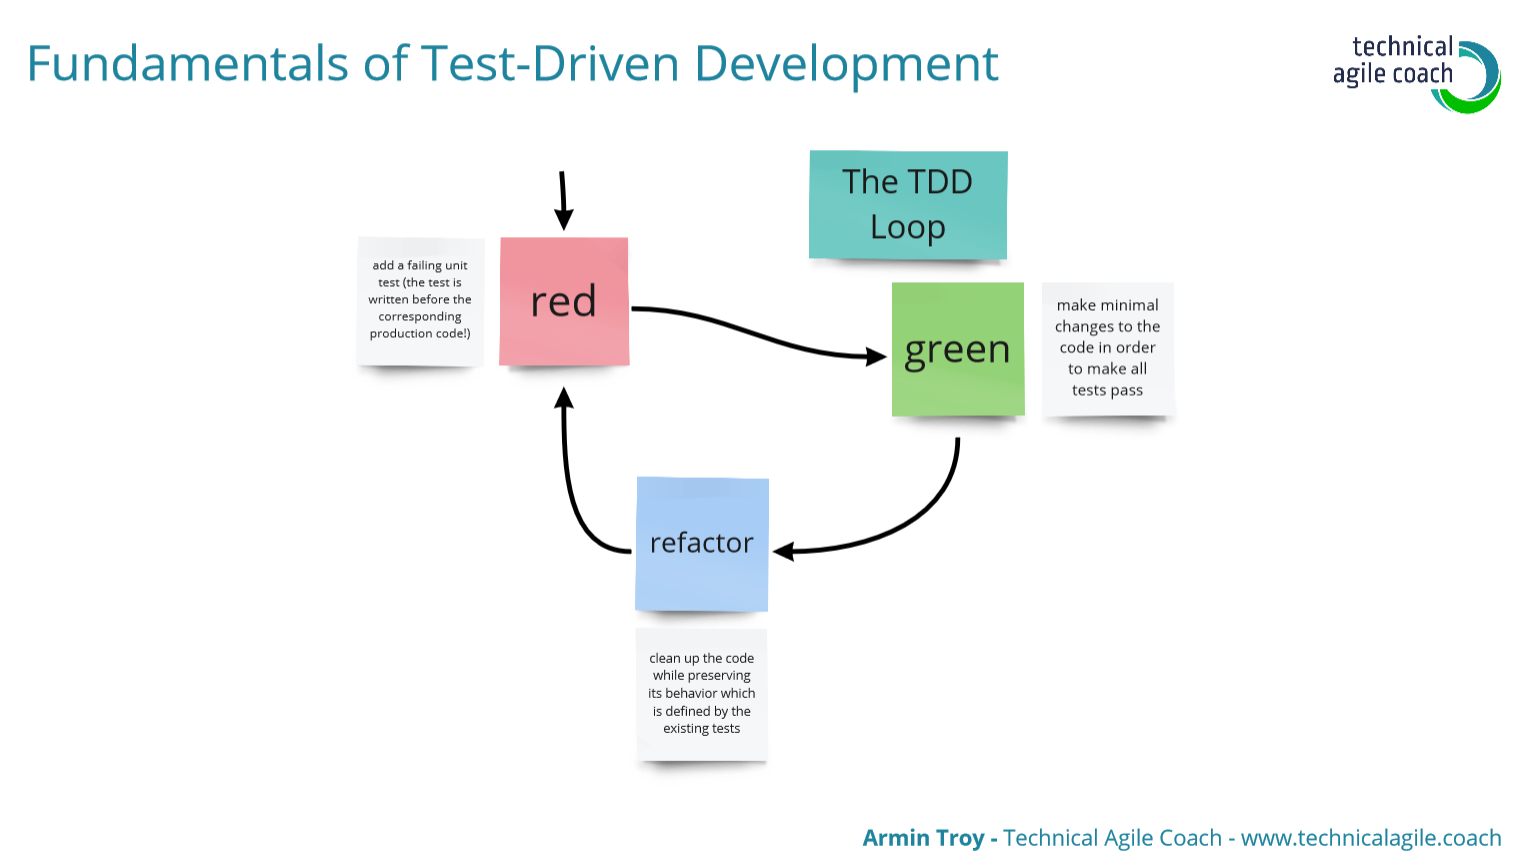 Fundamentals of Test-Driven Development
technical
agile coach
The TDD
Loop
add a failing unit
test (the test is
written before the
corresponding
production code!)
red
green
make minimal
changes to the
code in order
to make all
tests pass
refactor
clean up the code
while preserving
its behavior which
is defined by the
existing tests
Armin Troy - Technical Agile Coach - www.technicalagile.coach